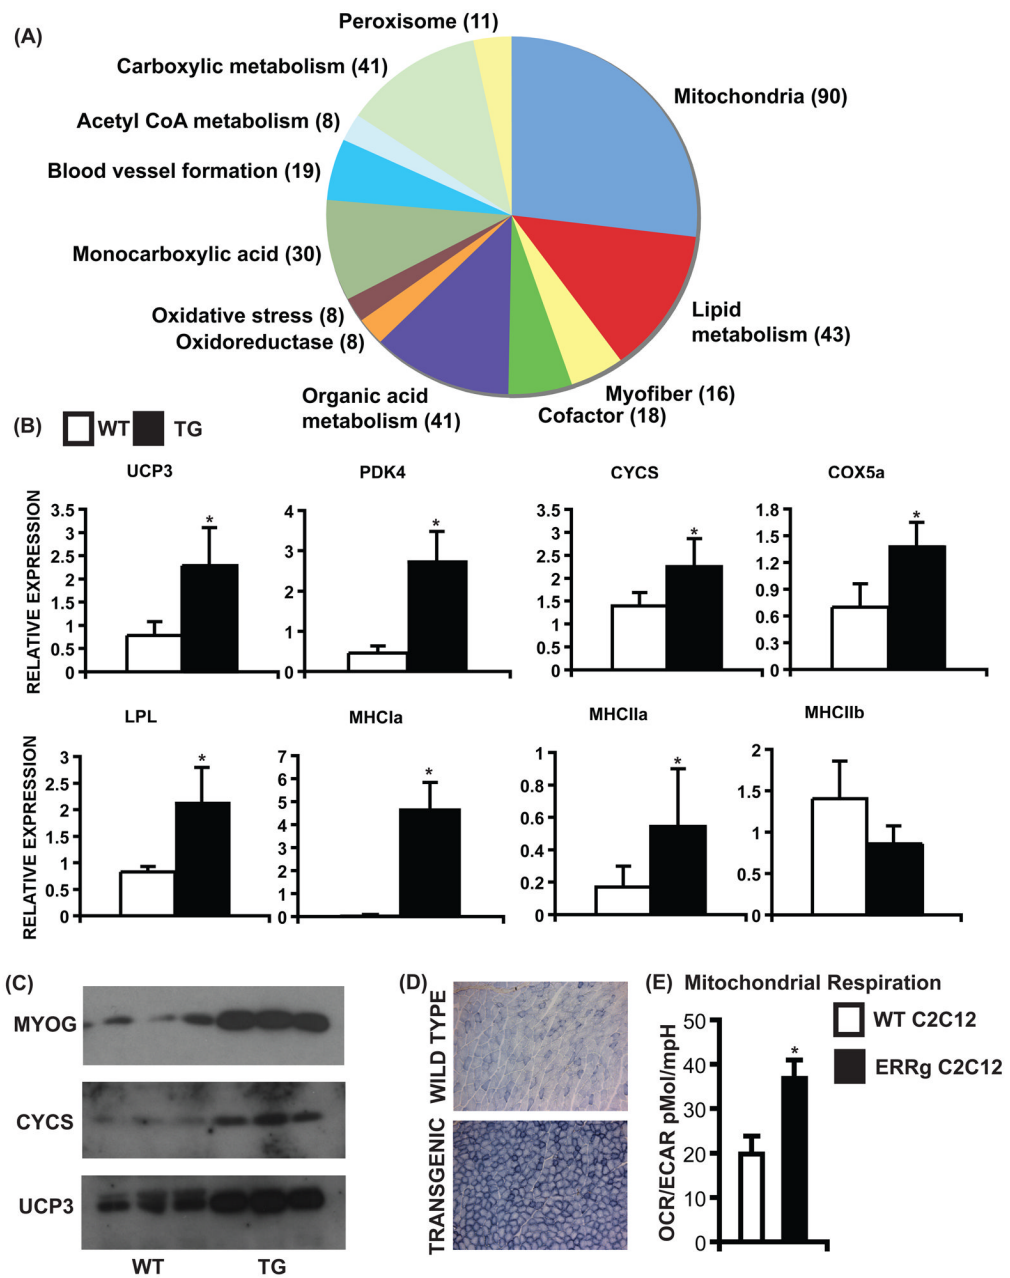 (A)
Peroxisome (11)
Carboxylic metabolism (41)
Mitochondria (90)
Acetyl CoA metabolism (8)
Blood vessel formation (19)
Monocarboxylic acid (30)
Oxidative stress (8)
Oxidoreductase (8)
Lipid
metabolism (43)
Organic acid
metabolism (41)
Myofiber (16)
Cofactor (18)
(B)
WT
TG
UCP3
PDK4
CYCS
COX5a
RELATIVE EXPRESSION
3.5
3
2.5
2
1.5
1
0.5
0
*
4
3
2
1
0
*
3.5
3
2.5
2
1.5
1
0.5
0
*
1.8
1.5
1.2
0.9
0.6
0.3
0
*
LPL
MHCIa
MHCIIa
MHCIIb
RELATIVE EXPRESSION
3
2.5
2
1.5
1
0.5
0
*
7
6
5
4
3
2
1
0
*
1
0.8
0.6
0.4
0.2
0
*
2
1.5
1
0.5
0
(C)
MYOG
CYCS
UCP3
WT
TG
(D)
WILD TYPE
TRANSGENIC
(E) Mitochondrial Respiration
WT C2C12
ERRg C2C12
OCR/ECAR pMol/mpH
50
40
30
20
10
0
*